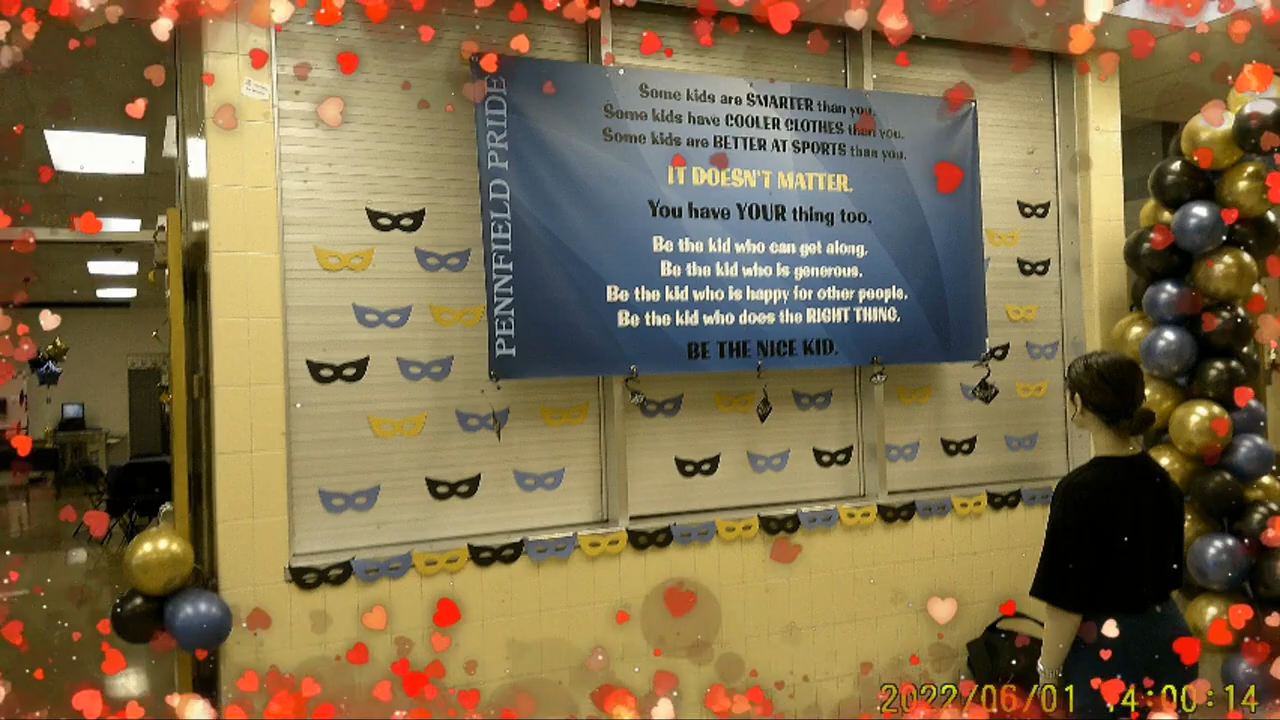 PENNFIELD PRIDE
Some kids are SMARTER than you.
Some kids have COOLER CLOTHES than you.
Some kids are BETTER AT SPORTS than you.
IT DOESN'T MATTER.
You have YOUR thing too.
Be the kid who can get along.
Be the kid who is generous.
Be the kid who is happy for other people.
Be the kid who does the RIGHT THING.
BE THE NICE KID.
2022/06/01 14:00:14